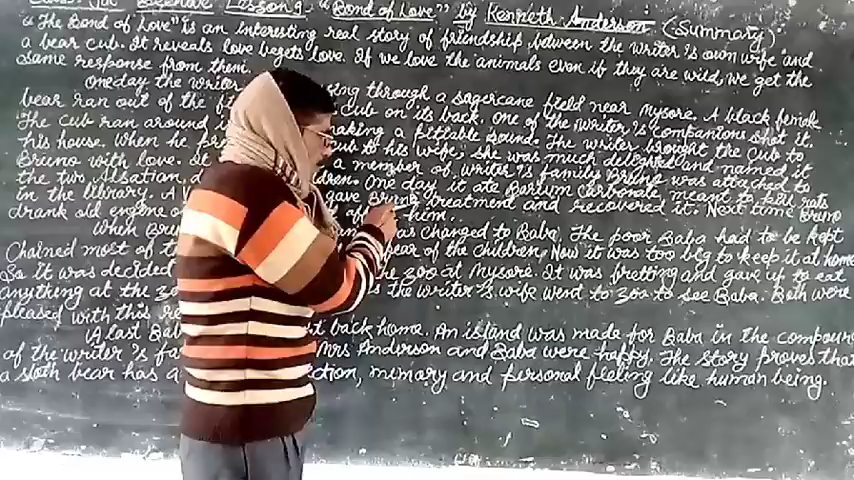 Lesson 9 "Bond of Love" by Kenneth Anderson (Summary)
"The Bond of Love" is an interesting real story of friendship between the writer's own wife and
a bear cub. It reveals love begets love. If we love the animals even if they are wild, we get the
same response from them.
One day the writer through a sugercane field near Mysore. A black female
bear ran out of the cub on its back. One of the writer's companions shot it.
The cub ran around making a pitiable sound. The writer brought the cub to
his house. When he cub to his wife, she was much delighted and named it
Bruno with love. It a member of writer's family Bruno was attached to
the two Alsatian One day it ate Barium Carbonate meant to kill rats
in the library. A gave Bruno treatment and recovered it. Next time Bruno
drank old engine him.
When changed to Baba. The poor Baba had to be kept
Chained most of of the children. Now it was too big to keep it at home
So it was decided zoo at Mysore. It was fretting and gave up to eat
anything at the the writer's wife went to zoo to see Baba. Both were
pleased with this
At last back home. An island was made for Baba in the compound
of the writer's Mrs Anderson and Baba were happy. The story proves that
a sloth bear has a mimary and personal feeling like human being.